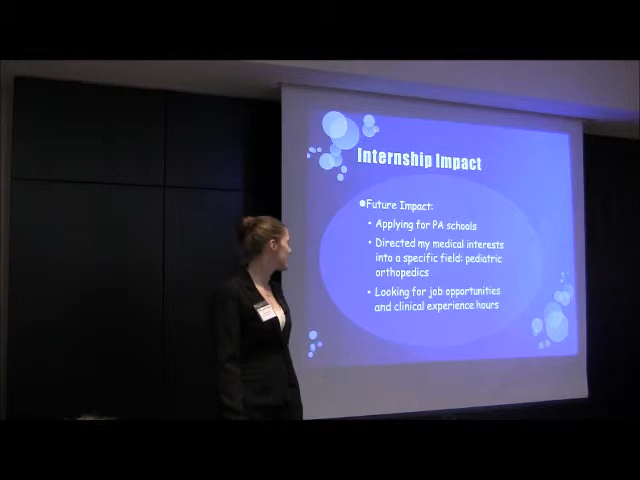 Internship Impact
●Future Impact:
• Applying for PA schools
• Directed my medical interests
into a specific field: pediatric
orthopedics
• Looking for job opportunities
and clinical experience hours